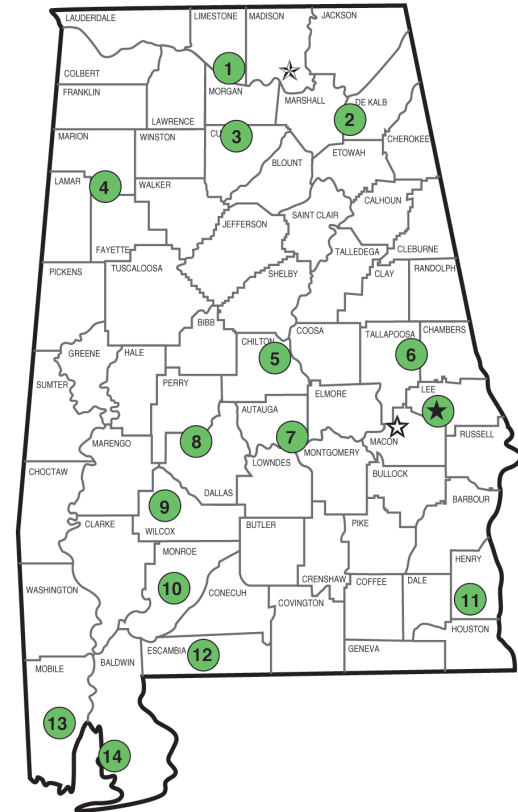 LAUDERDALE
LIMESTONE
MADISON
JACKSON
COLBERT
1
FRANKLIN
MORGAN
MARSHALL
DE KALB
LAWRENCE
2
MARION
WINSTON
CU
3
CHEROKEE
BLOUNT
ETOWAH
LAMAR
4
WALKER
CALHOUN
SAINT CLAIR
JEFFERSON
FAYETTE
TALLEDEGA
CLEBURNE
PICKENS
TUSCALOOSA
SHELBY
CLAY
RANDOLPH
BIBB
COOSA
TALLAPOOSA
CHAMBERS
GREENE
HALE
CHILTON
5
6
SUMTER
PERRY
ELMORE
LEE
AUTAUGA
MARENGO
8
7
MACON
RUSSELL
MONTGOMERY
LOWNDES
CHOCTAW
BULLOCK
DALLAS
BARBOUR
9
CLARKE
WILCOX
BUTLER
PIKE
MONROE
HENRY
WASHINGTON
10
CONECUH
CRENSHAW
COFFEE
DALE
COVINGTON
11
HOUSTON
ESCAMBIA
12
GENEVA
MOBILE
BALDWIN
13
14